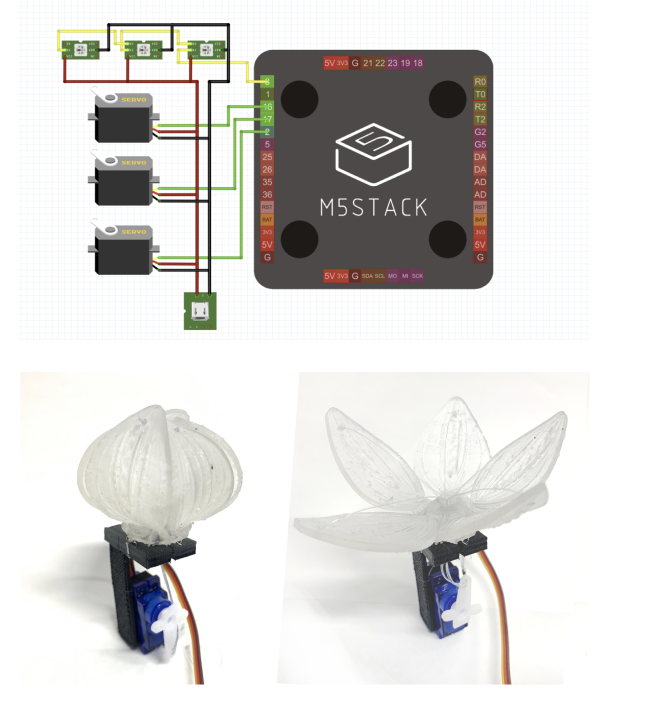 5V 3V3 G 21 22 23 19 18
3
1
16
17
2
5
25
26
35
36
RST
BAT
3V3
5V
G
R0
T0
R2
T2
G2
G5
DA
DA
AD
AD
RST
BAT
3V3
5V
G
SERVO
SERVO
SERVO
5
M5STACK
5V 3V3 G SDA SCL MO MI SCK